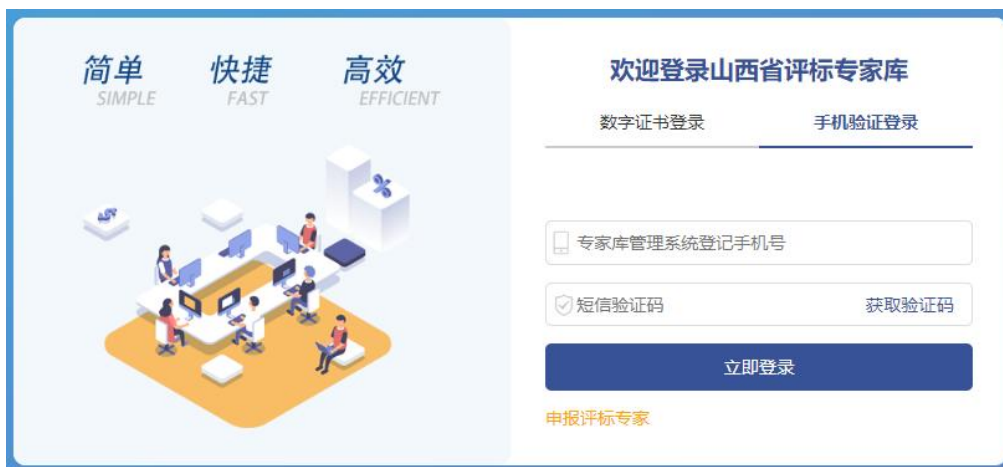 简单 快捷 高效
SIMPLE FAST EFFICIENT
欢迎登录山西省评标专家库
数字证书登录 手机验证登录
专家库管理系统登记手机号
短信验证码 获取验证码
立即登录
申报评标专家